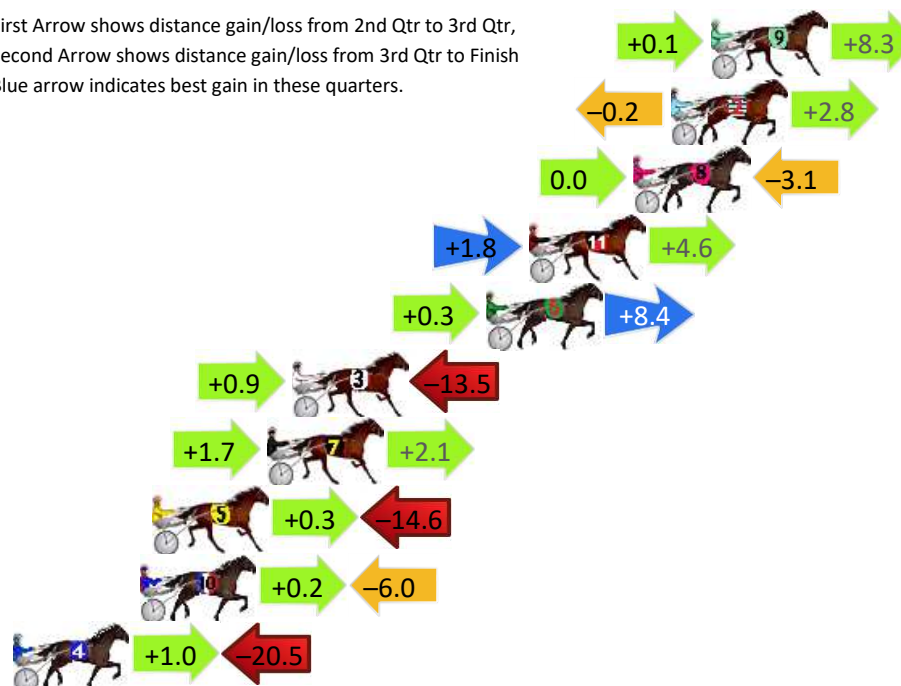 irst Arrow shows distance gain/loss from 2nd Qtr to 3rd Qtr,
econd Arrow shows distance gain/loss from 3rd Qtr to Finish
lue arrow indicates best gain in these quarters.
+0.1 9 +8.3
–0.2 +2.8
0.0 8 –3.1
+1.8 11 +4.6
+0.3 6 +8.4
+0.9 3 –13.5
+1.7 7 +2.1
5 +0.3 –14.6
10 +0.2 –6.0
4 +1.0 –20.5